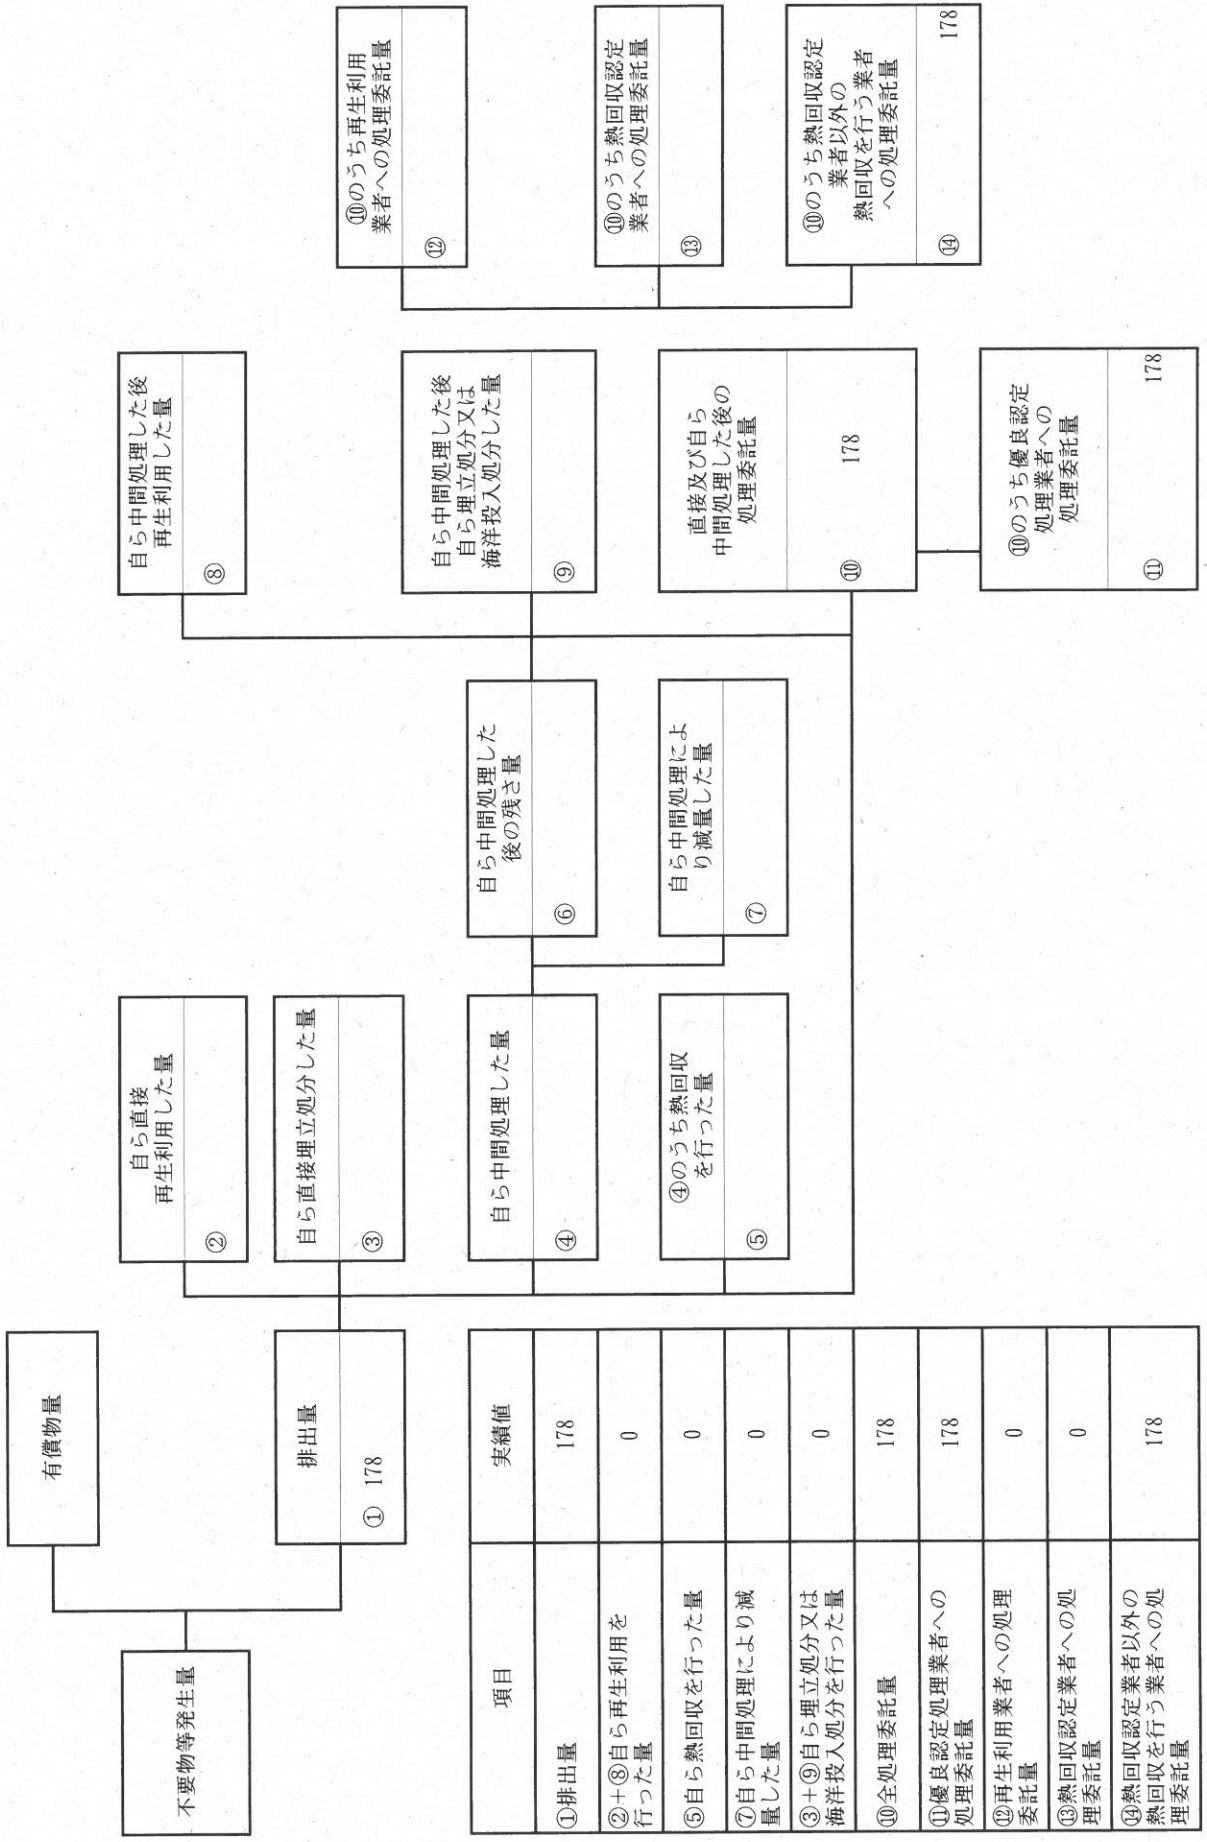 不要物等発生量
有償物量
排出量
① 178
自ら直接
再生利用した量
②
自ら直接埋立処分した量
③
自ら中間処理した量
④
④のうち熱回収
を行った量
⑤
自ら中間処理した
後の残さ量
⑥
自ら中間処理によ
り減量した量
⑦
自ら中間処理した後
再生利用した量
⑧
自ら中間処理した後
自ら埋立処分又は
海洋投入処分した量
⑨
直接及び自ら
中間処理した後の
処理委託量
⑩ 178
⑩のうち優良認定
処理業者への
処理委託量
⑪ 178
⑩のうち再生利用
業者への処理委託量
⑫
⑩のうち熱回収認定
業者への処理委託量
⑬
⑩のうち熱回収認定
業者以外の
熱回収を行う業者
への処理委託量
⑭ 178
項目 実績値
①排出量 178
②+⑧自ら再生利用を
行った量 0
⑤自ら熱回収を行った量 0
⑦自ら中間処理により減
量した量 0
③+⑨自ら埋立処分又は
海洋投入処分を行った量 0
⑩全処理委託量 178
⑪優良認定処理業者への
処理委託量 178
⑫再生利用業者への処理
委託量 0
⑬熱回収認定業者への処
理委託量 0
⑭熱回収認定業者以外の
熱回収を行う業者への処
理委託量 178